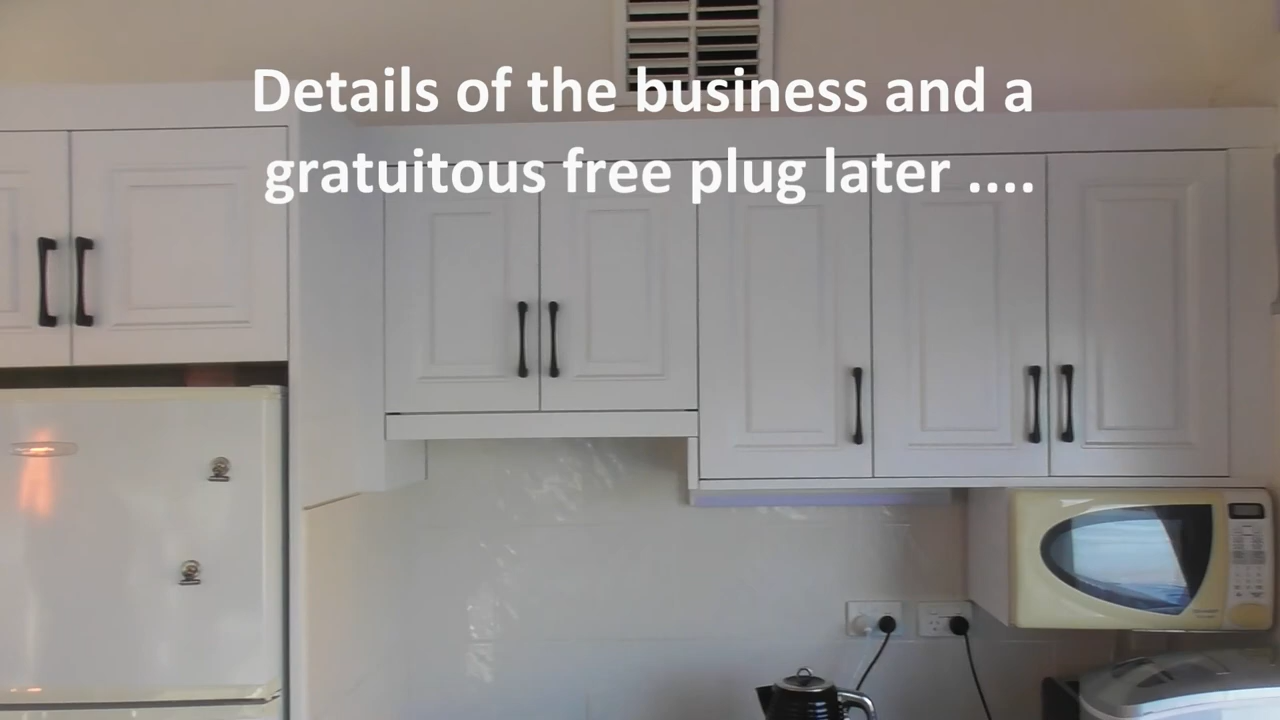 Details of the business and a
gratuitous free plug later ....